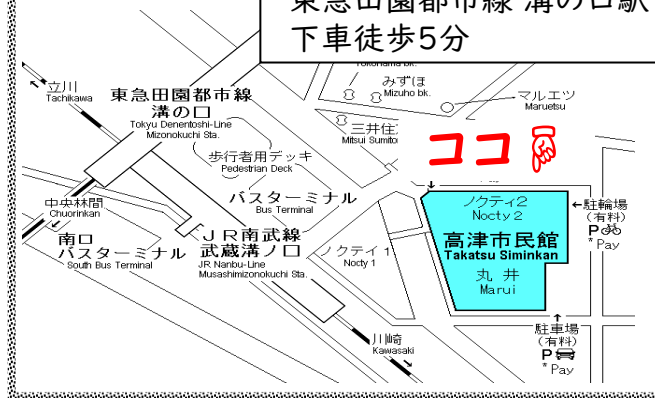 東急田園都市線 溝の口駅
下車徒歩5分
Yokohama bk.
みずほ
Mizuho bk.
立川
Tachikawa
東急田園都市線
溝の口
Tokyu Denentoshi-Line
Mizonokuchi Sta.
マルエツ
Maruetsu
三井住
Mitsui Sumito
ココ
歩行者用デッキ
Pedestrian Deck
バスターミナル
Bus Terminal
中央林間
Chuorinkan
南口
バスターミナル
South Bus Terminal
JR南武線
武蔵溝ノ口
JR Nanbu-Line
Musashimizonokuchi Sta.
ノクティ1
Nocty 1
ノクティ2
Nocty 2
高津市民館
Takatsu Siminkan
丸井
Marui
←駐輪場
(有料)
P
*Pay
川崎
Kawasaki
駐車場
(有料)
P
*Pay